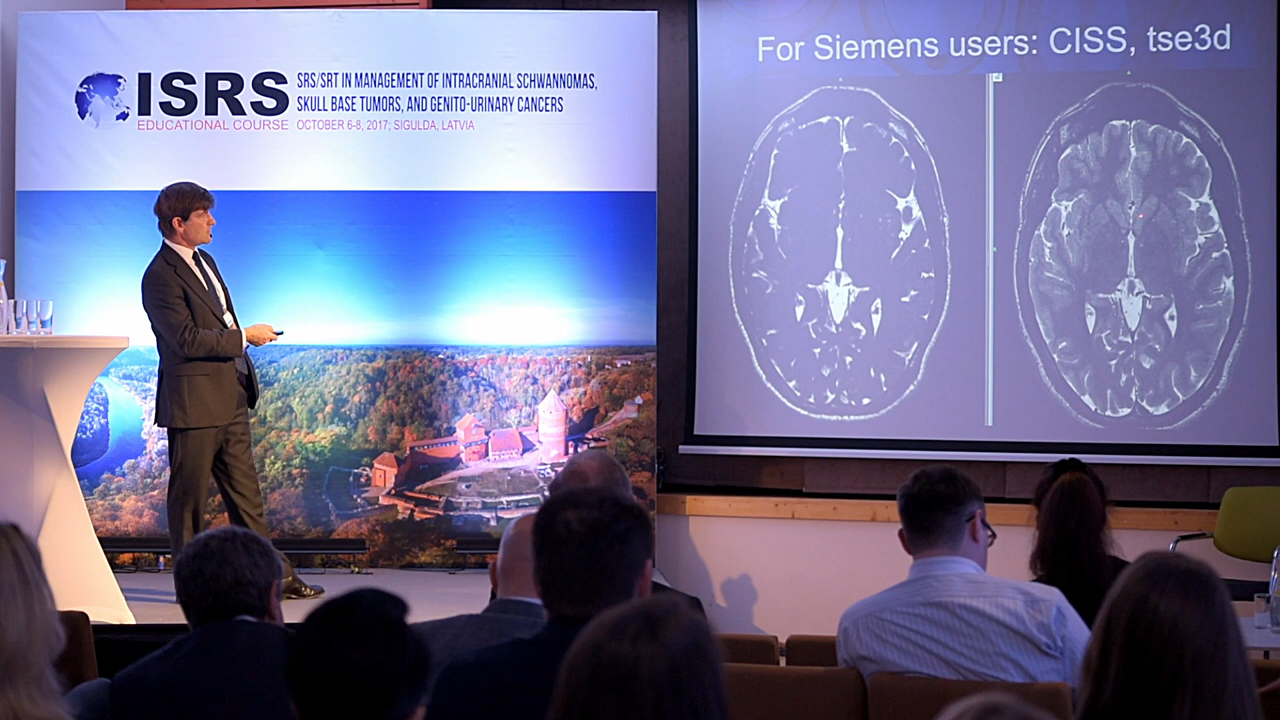 ISRS
EDUCATIONAL COURSE
SRS/SRT IN MANAGEMENT OF INTRACRANIAL SCHWANNOMAS,
SKULL BASE TUMORS, AND GENITO-URINARY CANCERS
OCTOBER 6-8, 2017; SIGULDA, LATVIA
For Siemens users: CISS, tse3d